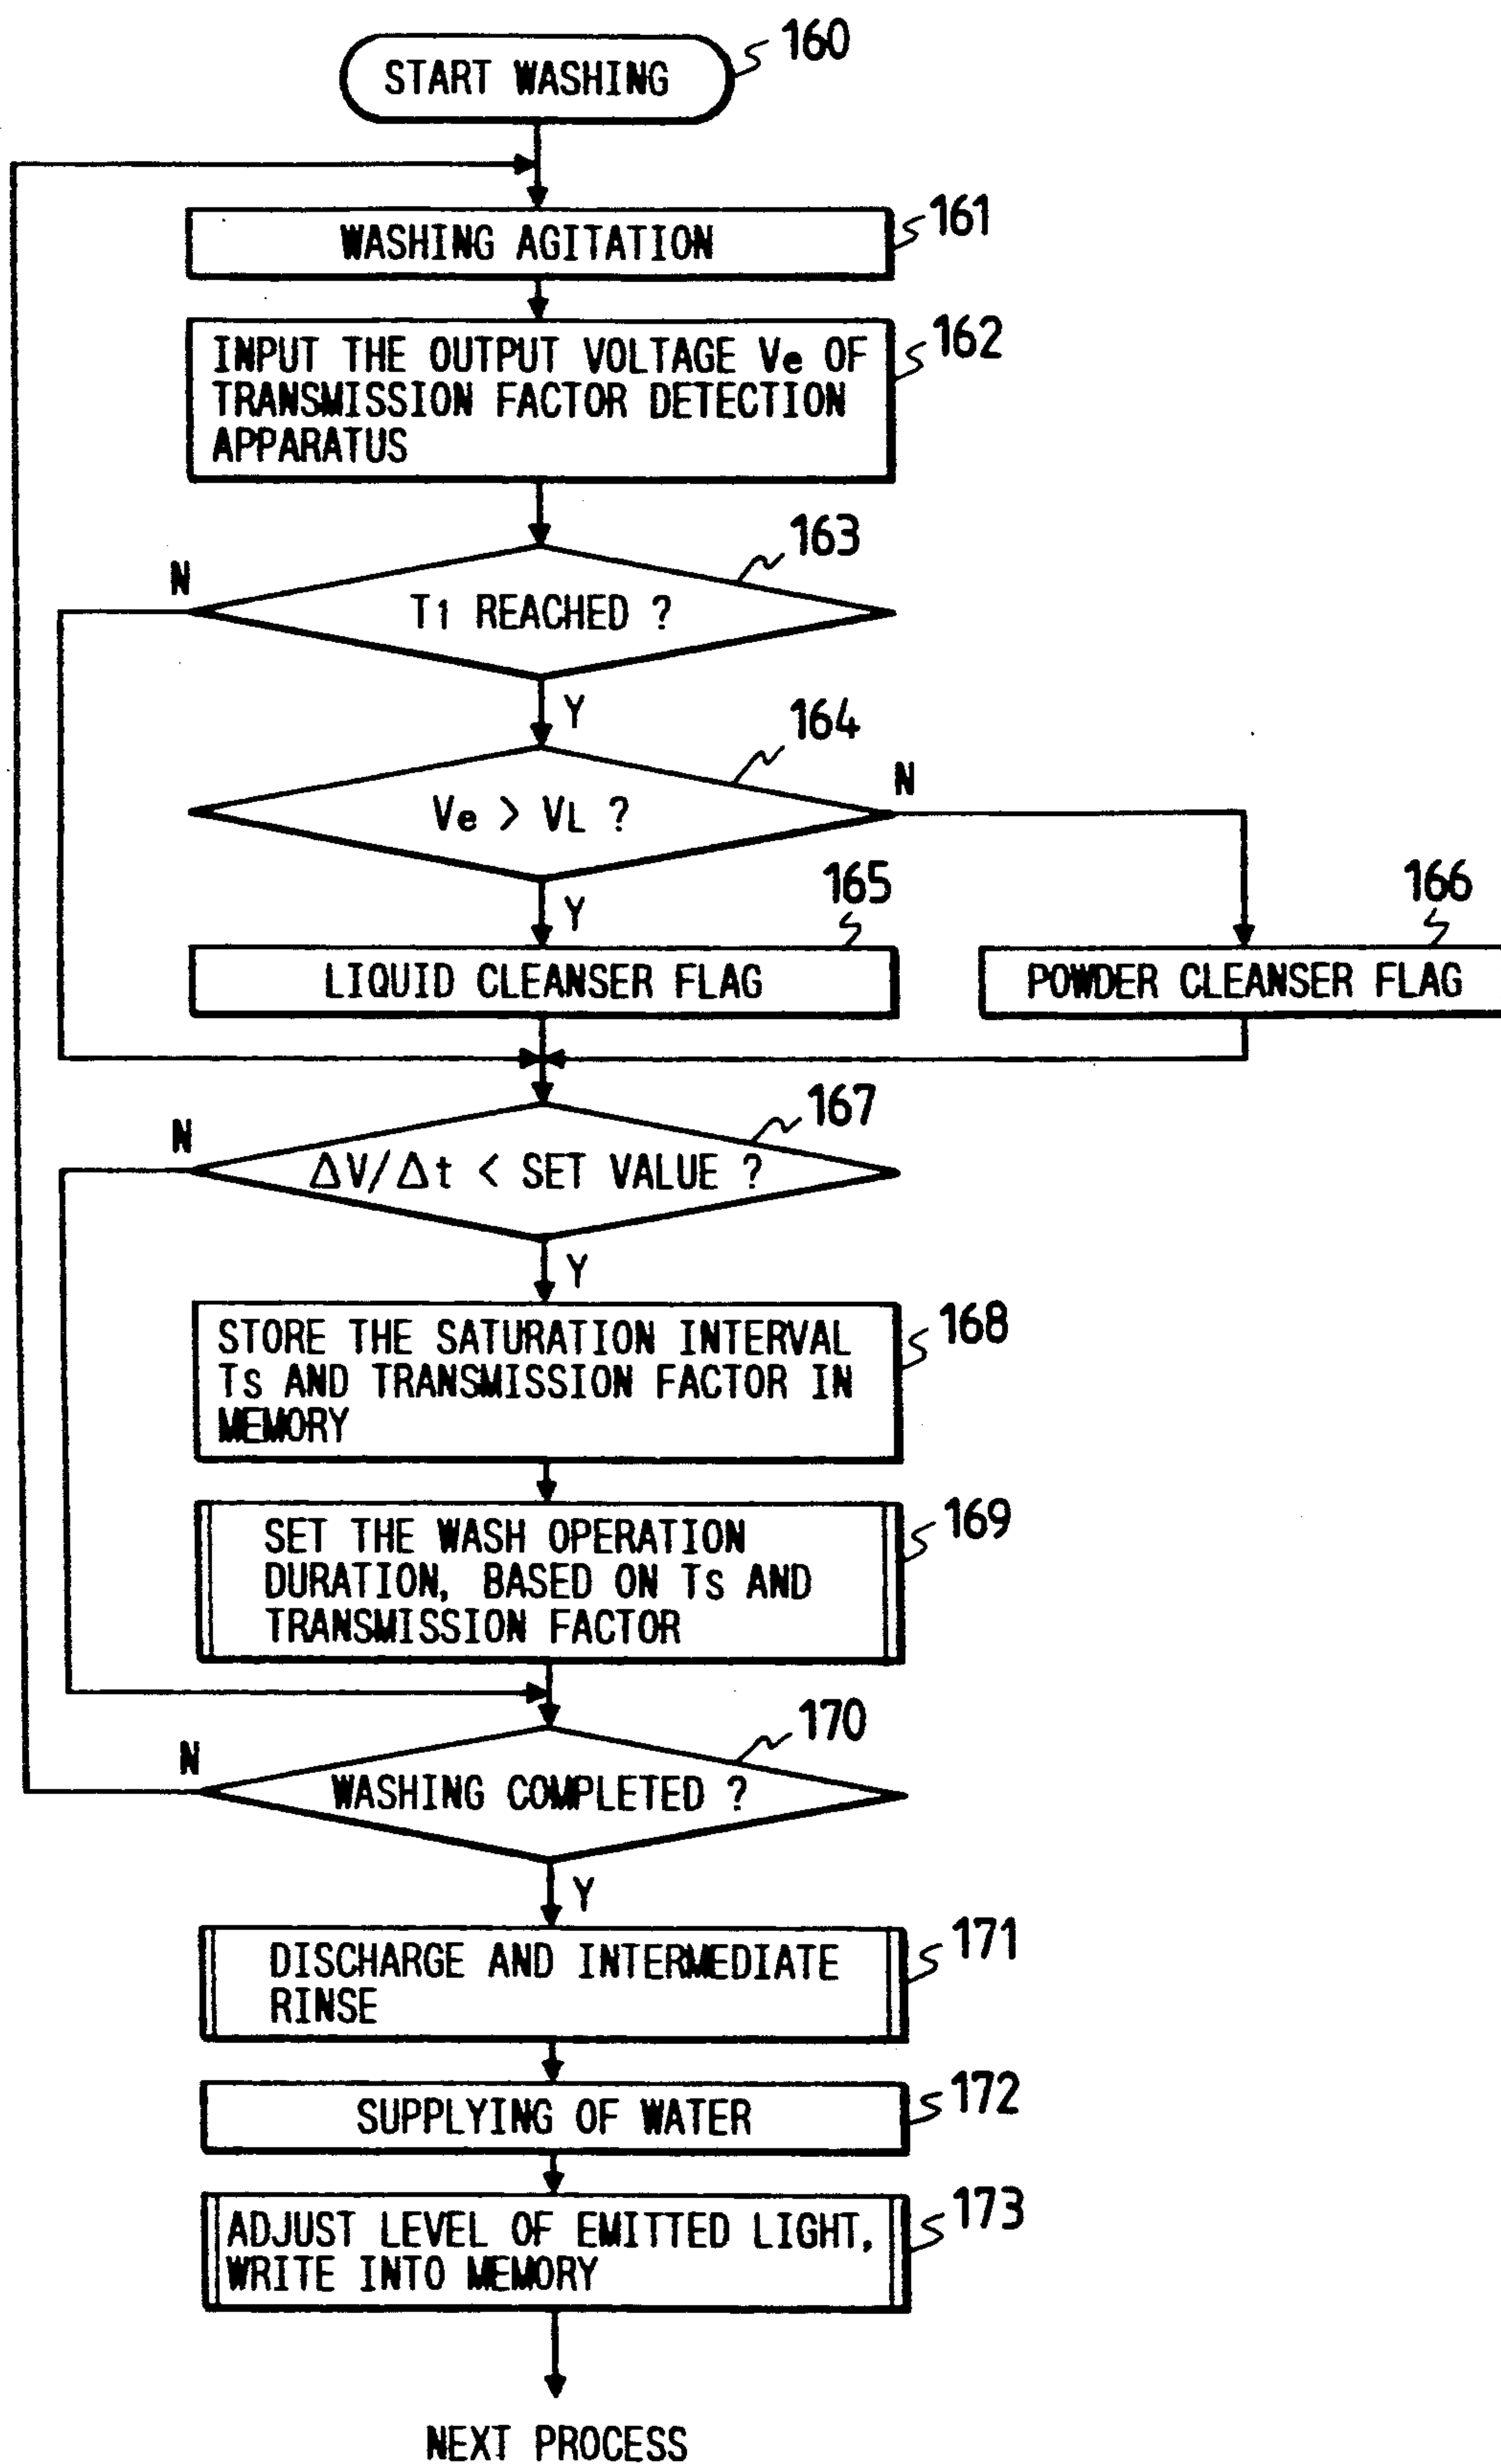 START WASHING
160
WASHING AGITATION
161
INPUT THE OUTPUT VOLTAGE Ve OF
TRANSMISSION FACTOR DETECTION
APPARATUS
162
T1 REACHED ?
163
N
Y
Ve > VL ?
164
N
Y
LIQUID CLEANSER FLAG
165
POWDER CLEANSER FLAG
166
ΔV/Δt < SET VALUE ?
167
N
Y
STORE THE SATURATION INTERVAL
Ts AND TRANSMISSION FACTOR IN
MEMORY
168
SET THE WASH OPERATION
DURATION, BASED ON Ts AND
TRANSMISSION FACTOR
169
WASHING COMPLETED ?
170
N
Y
DISCHARGE AND INTERMEDIATE
RINSE
171
SUPPLYING OF WATER
172
ADJUST LEVEL OF EMITTED LIGHT,
WRITE INTO MEMORY
173
NEXT PROCESS